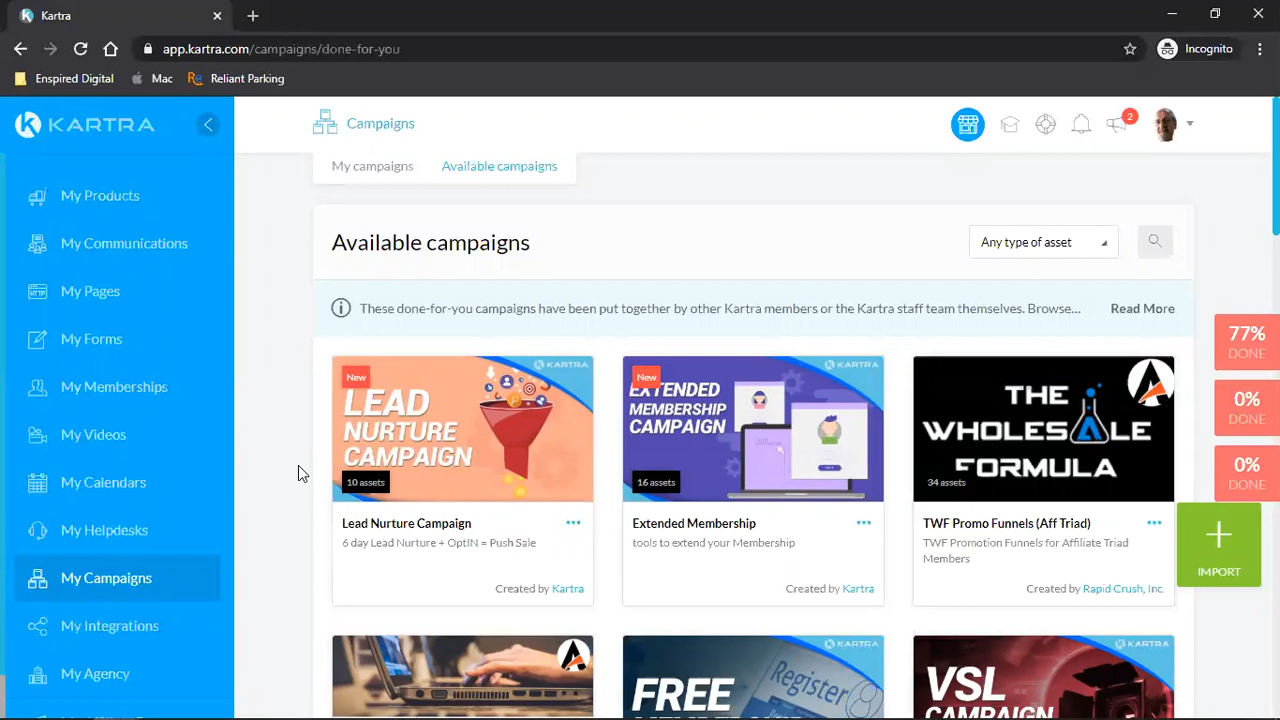 Kartra
app.kartra.com/campaigns/done-for-you
Incognito
Enspired Digital
Mac
Reliant Parking
KARTRA
Campaigns
2
My campaigns
Available campaigns
My Products
My Communications
My Pages
My Forms
My Memberships
My Videos
My Calendars
My Helpdesks
My Campaigns
My Integrations
My Agency
Available campaigns
Any type of asset
These done-for-you campaigns have been put together by other Kartra members or the Kartra staff team themselves. Browse...
Read More
New
KARTRA
LEAD
NURTURE
CAMPAIGN
10 assets
Lead Nurture Campaign
6 day Lead Nurture + OptIN = Push Sale
Created by Kartra
New
KARTRA
EXTENDED
MEMBERSHIP
CAMPAIGN
16 assets
Extended Membership
tools to extend your Membership
Created by Kartra
THE
WHOLESALE
FORMULA
34 assets
TWF Promo Funnels (Aff Triad)
TWF Promotion Funnels for Affiliate Triad
Members
Created by Rapid Crush, Inc.
KARTRA
FREE
Register
MEMBERSHIP
KARTRA
VSL
CAMPAIGN
77%
DONE
0%
DONE
0%
DONE
IMPORT